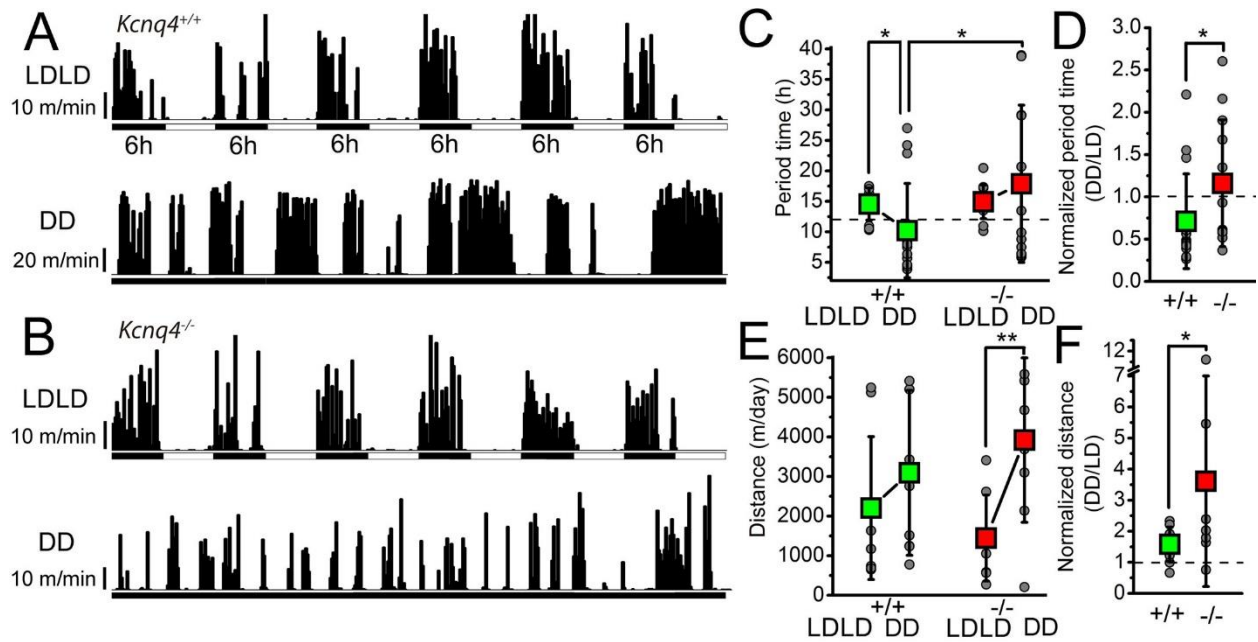 A
Kcnq4+/+
LDLD
10 m/min
6h 6h 6h 6h 6h 6h
DD
20 m/min
B
Kcnq4-/-
LDLD
10 m/min
DD
10 m/min
C
Period time (h)
40
35
30
25
20
15
10
5
* *
+/+ -/-
LDLD DD LDLD DD
D
Normalized period time
(DD/LD)
3.0
2.5
2.0
1.5
1.0
0.5
0.0
*
+/+ -/-
E
Distance (m/day)
6000
5000
4000
3000
2000
1000
0
**
+/+ -/-
LDLD DD LDLD DD
F
Normalized distance
(DD/LD)
12
7
6
5
4
3
2
1
0
*
+/+ -/-